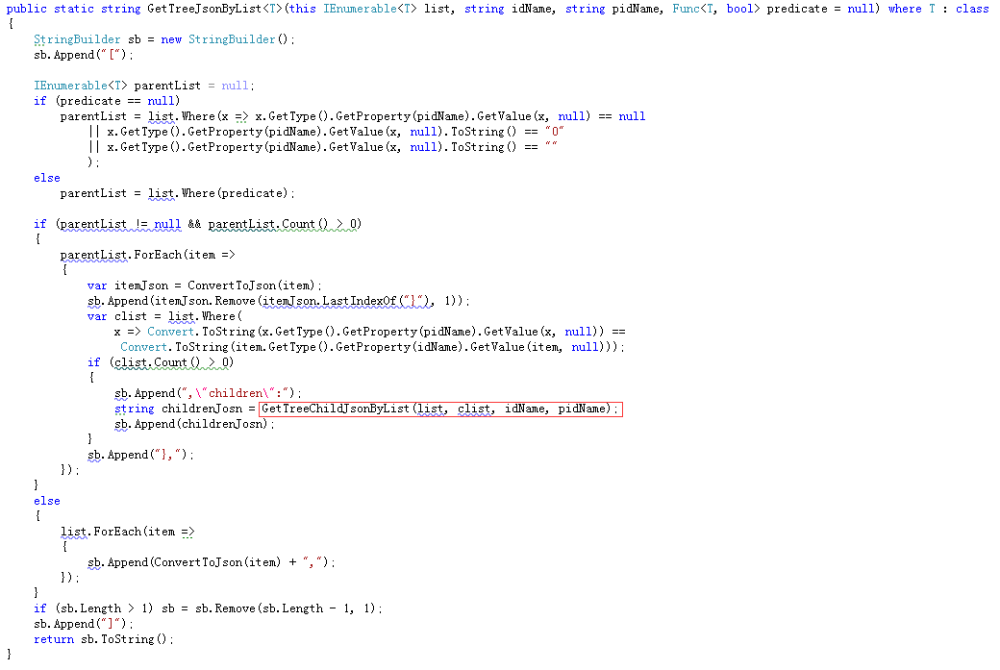 public static string GetTreeJsonByList<T>(this IEnumerable<T> list, string idName, string pidName, Func<T, bool> predicate = null) where T : class
{
    StringBuilder sb = new StringBuilder();
    sb.Append("[");
    IEnumerable<T> parentList = null;
    if (predicate == null)
        parentList = list.Where(x => x.GetType().GetProperty(pidName).GetValue(x, null) == null
            || x.GetType().GetProperty(pidName).GetValue(x, null).ToString() == "0"
            || x.GetType().GetProperty(pidName).GetValue(x, null).ToString() == ""
            );
    else
        parentList = list.Where(predicate);
    if (parentList != null && parentList.Count() > 0)
    {
        parentList.ForEach(item =>
        {
            var itemJson = ConvertToJson(item);
            sb.Append(itemJson.Remove(itemJson.LastIndexOf("}"), 1));
            var clist = list.Where(
                x => Convert.ToString(x.GetType().GetProperty(pidName).GetValue(x, null)) ==
                Convert.ToString(item.GetType().GetProperty(idName).GetValue(item, null)));
            if (clist.Count() > 0)
            {
                sb.Append(",\"children\":");
                string childrenJosn = GetTreeChildJsonByList(list, clist, idName, pidName);
                sb.Append(childrenJosn);
            }
            sb.Append("},");
        });
    }
    else
    {
        list.ForEach(item =>
        {
            sb.Append(ConvertToJson(item) + ",");
        });
    }
    if (sb.Length > 1) sb = sb.Remove(sb.Length - 1, 1);
    sb.Append("]");
    return sb.ToString();
}